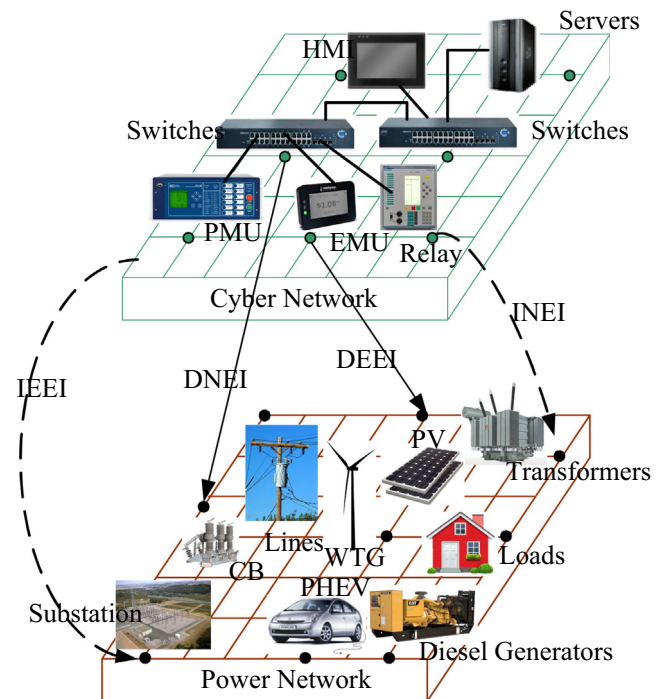 Servers
HMI
Switches
Switches
PMU
EMU
Relay
Cyber Network
INEI
DEEI
IEEI
DNEI
PV
Transformers
Lines
WTG
Loads
CB
PHEV
Substation
CAT
Diesel Generators
Power Network